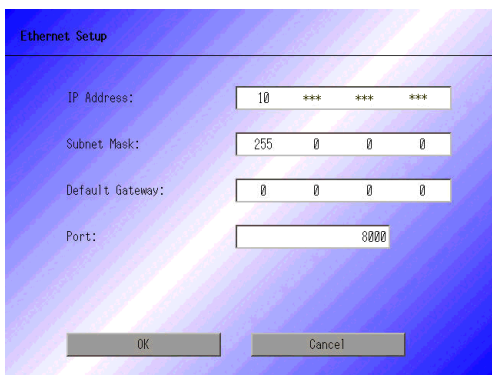 Ethernet Setup
IP Address: 10 *** *** ***
Subnet Mask: 255 0 0 0
Default Gateway: 0 0 0 0
Port: 8000
OK Cancel